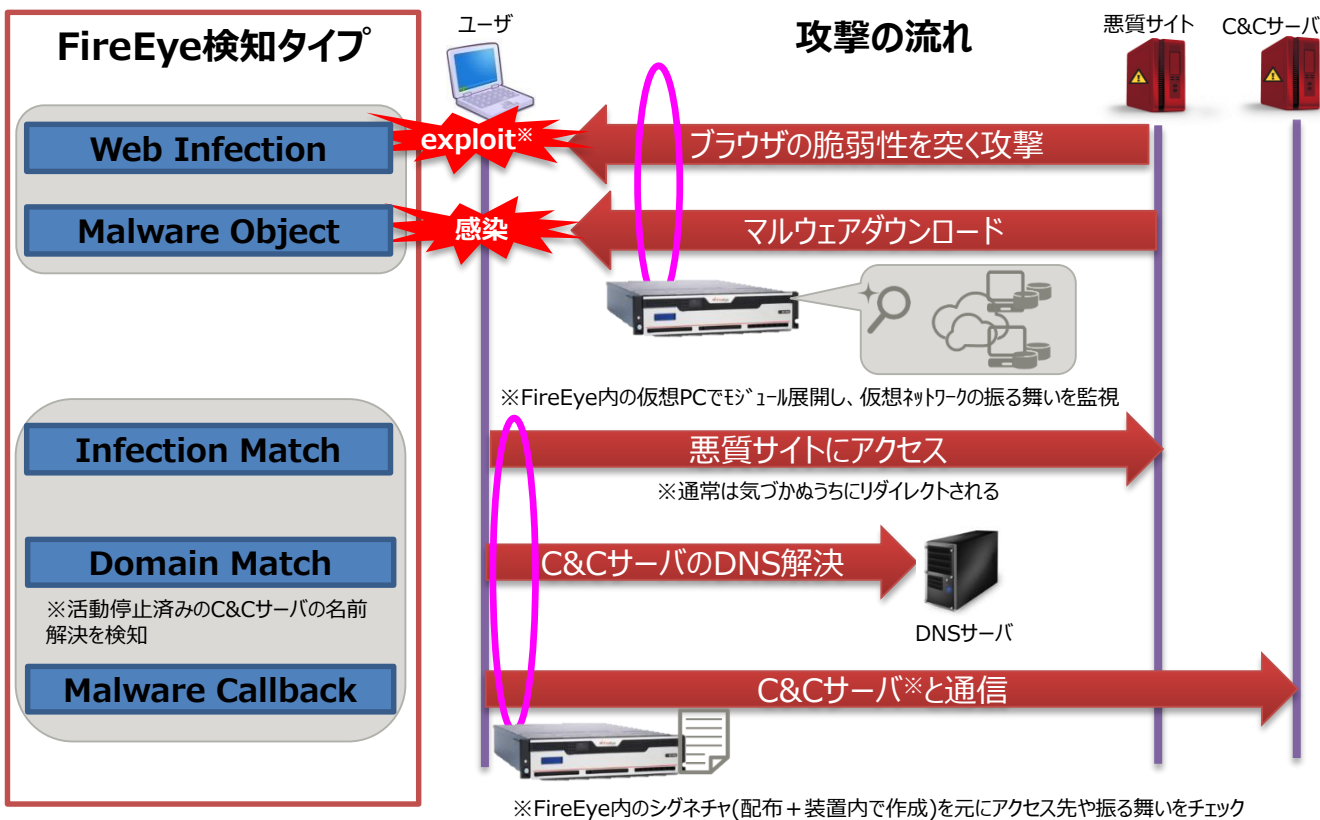 FireEye検知タイプ
ユーザ
攻撃の流れ
悪質サイト
C&Cサーバ
Web Infection
exploit※
ブラウザの脆弱性を突く攻撃
Malware Object
感染
マルウェアダウンロード
※FireEye内の仮想PCでﾓｼﾞｭｰﾙ展開し、仮想ﾈｯﾄﾜｰｸの振る舞いを監視
Infection Match
悪質サイトにアクセス
※通常は気づかぬうちにリダイレクトされる
Domain Match
C&CサーバのDNS解決
※活動停止済みのC&Cサーバの名前
解決を検知
DNSサーバ
Malware Callback
C&Cサーバ※と通信
※FireEye内のシグネチャ(配布＋装置内で作成)を元にアクセス先や振る舞いをチェック